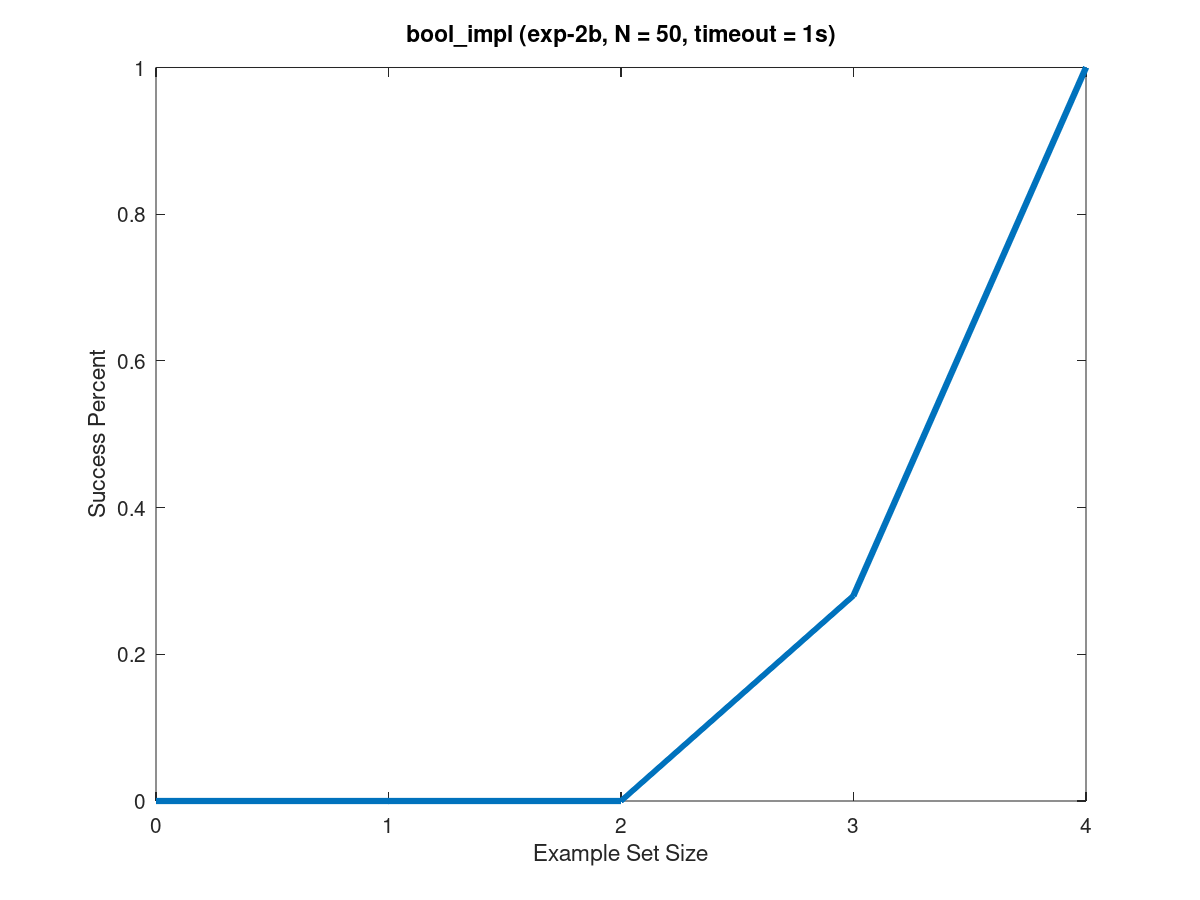 bool_impl (exp-2b, N = 50, timeout = 1s)
1
0.8
0.6
0.4
0.2
0
Success Percent
0 1 2 3 4
Example Set Size